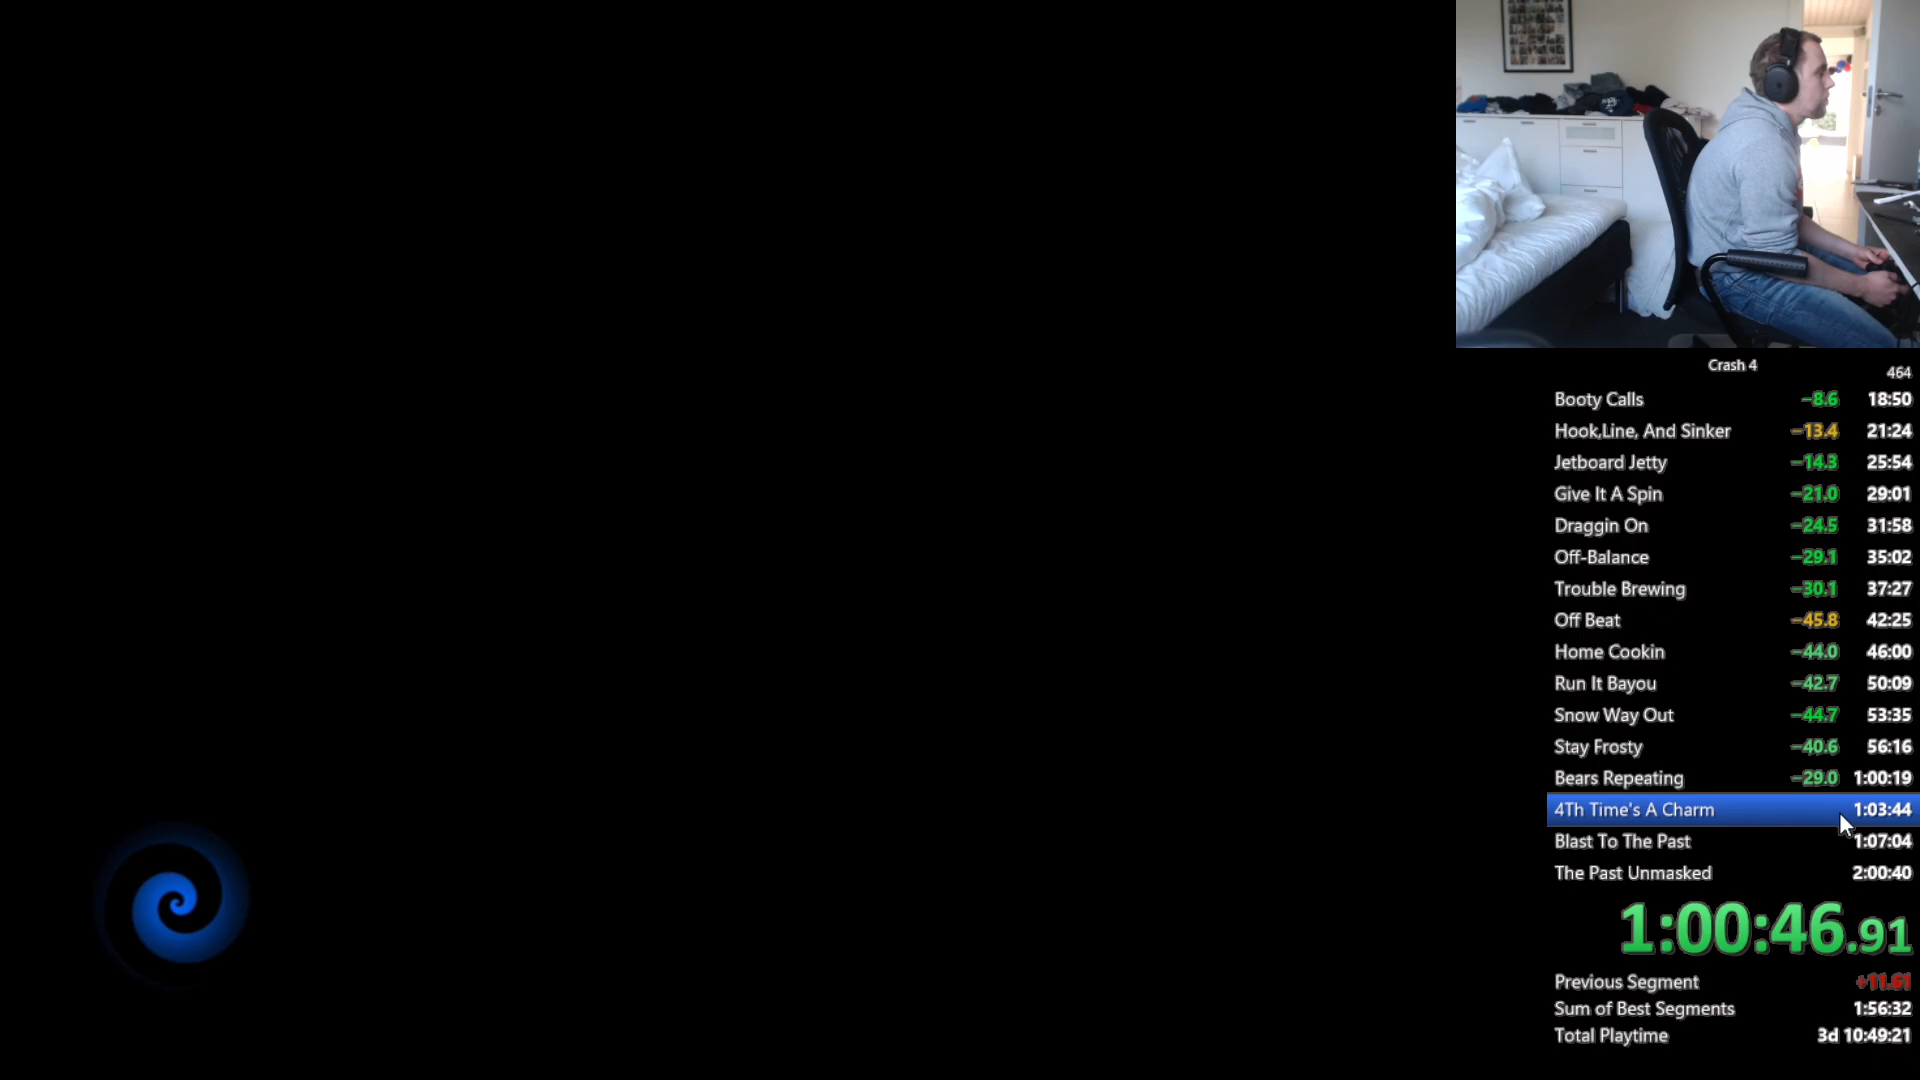 Crash 4
464
Booty Calls −8.6 18:50
Hook,Line, And Sinker −13.4 21:24
Jetboard Jetty −14.3 25:54
Give It A Spin −21.0 29:01
Draggin On −24.5 31:58
Off-Balance −29.1 35:02
Trouble Brewing −30.1 37:27
Off Beat −45.8 42:25
Home Cookin −44.0 46:00
Run It Bayou −42.7 50:09
Snow Way Out −44.7 53:35
Stay Frosty −40.6 56:16
Bears Repeating −29.0 1:00:19
4Th Time's A Charm 1:03:44
Blast To The Past 1:07:04
The Past Unmasked 2:00:40
1:00:46.91
Previous Segment +11.61
Sum of Best Segments 1:56:32
Total Playtime 3d 10:49:21